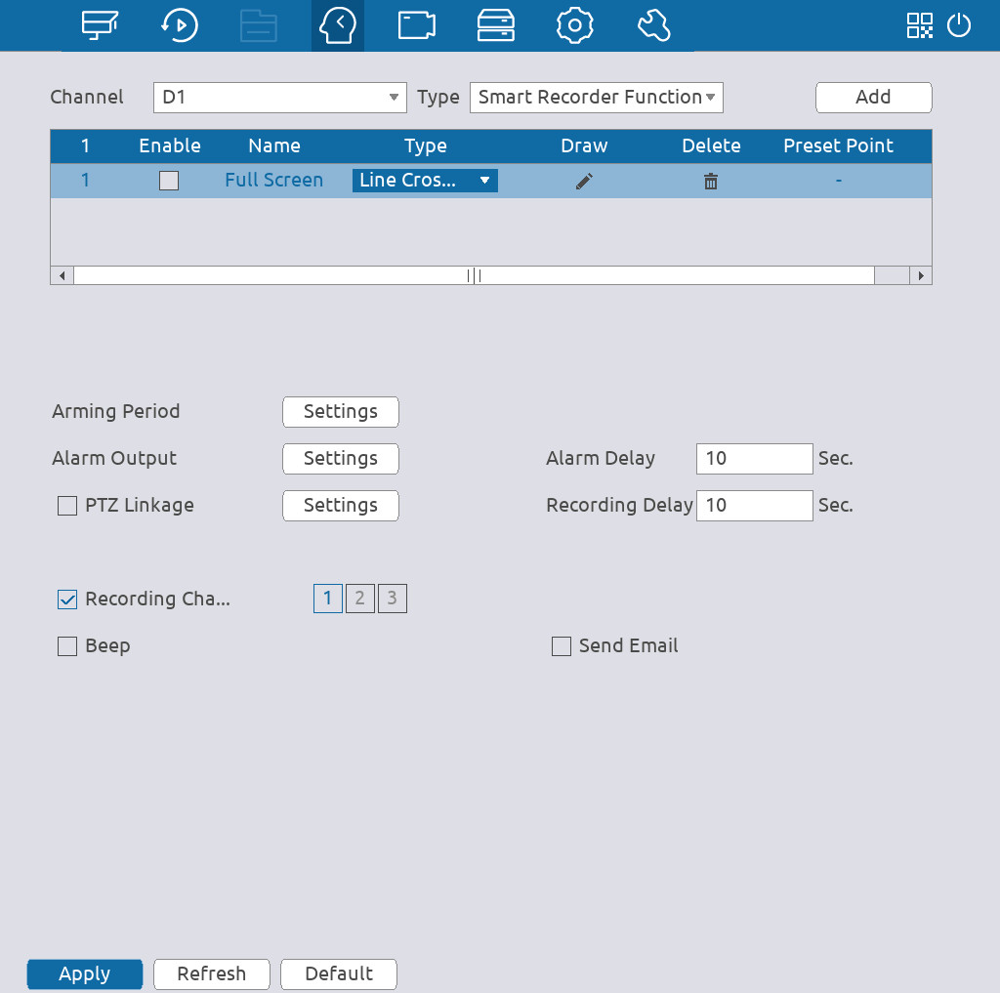 Channel D1 Type Smart Recorder Function Add
1 Enable Name Type Draw Delete Preset Point
1 Full Screen Line Cros... -
Arming Period Settings
Alarm Output Settings Alarm Delay 10 Sec.
PTZ Linkage Settings Recording Delay 10 Sec.
Recording Cha... 1 2 3
Beep Send Email
Apply Refresh Default